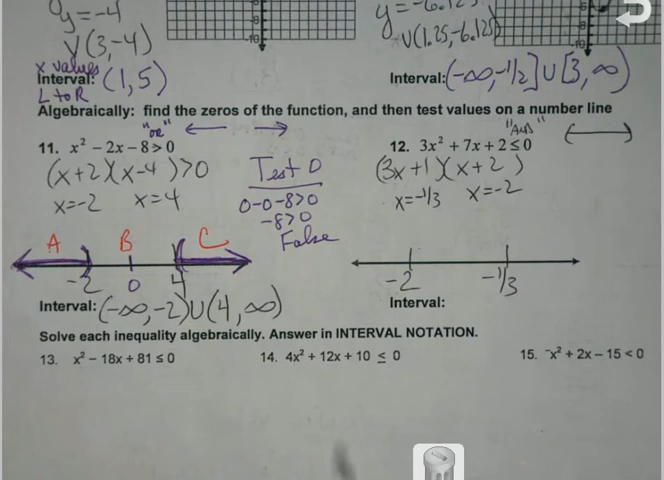 y = -4
V(3,-4)
y = -6.125
V(1.25,-6.125)
x values
Interval: (1,5)
L to R
Interval: (-∞,-1/2] U [3,∞)
Algebraically: find the zeros of the function, and then test values on a number line
"or"
11. x² - 2x - 8 > 0
(x+2)(x-4) > 0
x=-2 x=4
Test 0
0-0-8>0
-8>0
False
A B C
-2 0 4
Interval: (-∞,-2) U (4,∞)
"And"
12. 3x² + 7x + 2 ≤ 0
(3x+1)(x+2)
x=-1/3 x=-2
-2 -1/3
Interval:
Solve each inequality algebraically. Answer in INTERVAL NOTATION.
13. x² - 18x + 81 ≤ 0 14. 4x² + 12x + 10 ≤ 0 15. -x² + 2x - 15 < 0